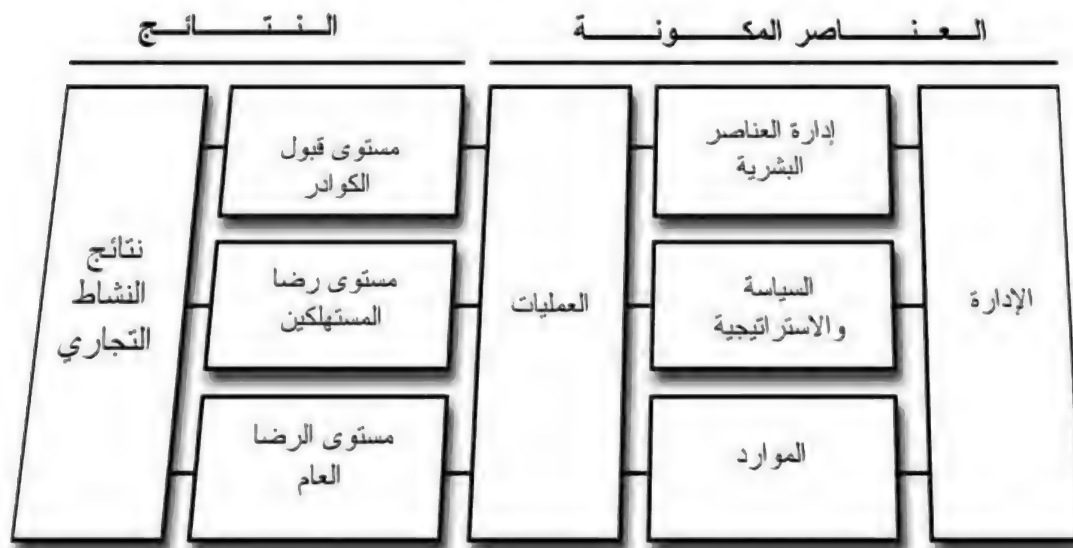 العناصر المكونة
النتائج
الإدارة
إدارة العناصر
البشرية
السياسة
والاستراتيجية
الموارد
العمليات
مستوى قبول
الكوادر
مستوى رضا
المستهلكين
مستوى الرضا
العام
نتائج
النشاط
التجاري